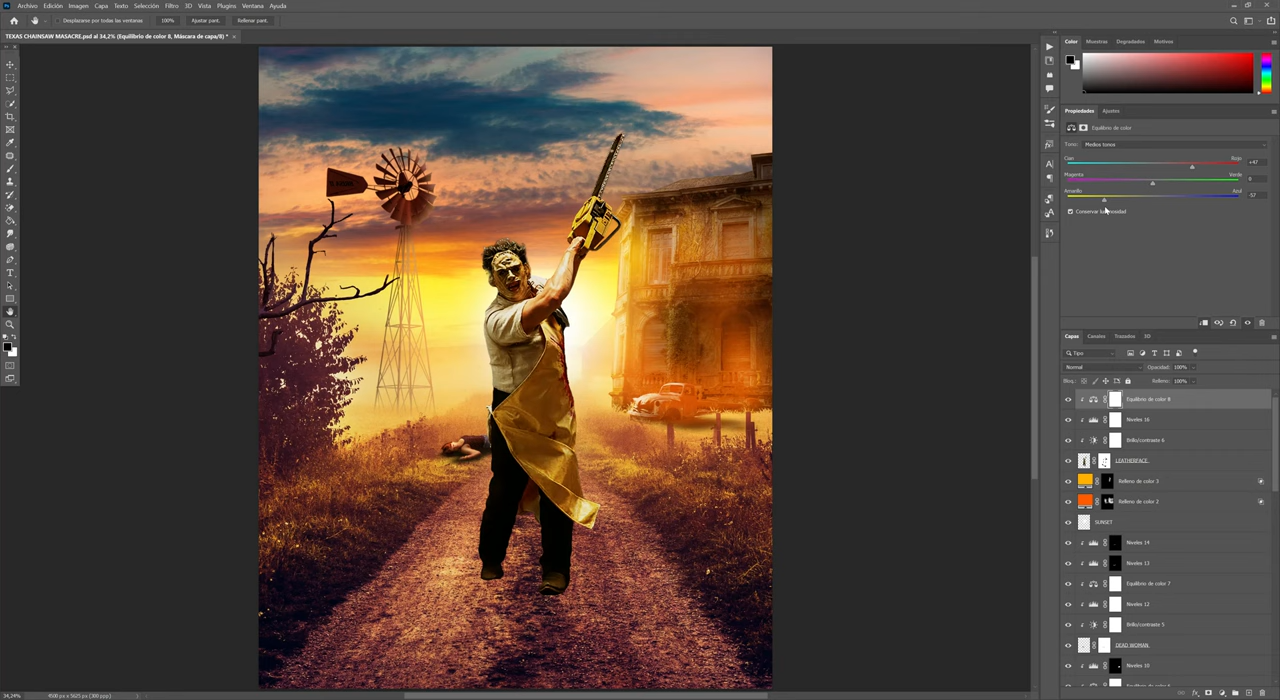 Archivo Edición Imagen Capa Texto Selección Filtro 3D Vista Plugins Ventana Ayuda
Desplazarse por todas las ventanas 100% Ajustar pant. Rellenar pant.
TEXAS CHAINSAW MASACRE.psd al 34,2% (Equilibrio de color 8, Máscara de capa/8) *
Color Muestras Degradados Motivos
Propiedades Ajustes
Equilibrio de color
Tono: Medios tonos
Cian Rojo +47
Magenta Verde 0
Amarillo Azul -57
Conservar luminosidad
Capas Canales Trazados 3D
Tipo
Normal Opacidad: 100%
Bloq.: Relleno: 100%
Equilibrio de color 8
Niveles 16
Brillo/contraste 6
LEATHERFACE
Relleno de color 3
Relleno de color 2
SUNSET
Niveles 14
Niveles 13
Equilibrio de color 7
Niveles 12
Brillo/contraste 5
DEAD WOMAN
Niveles 10
34,24% 4500 px x 5625 px (300 ppp)